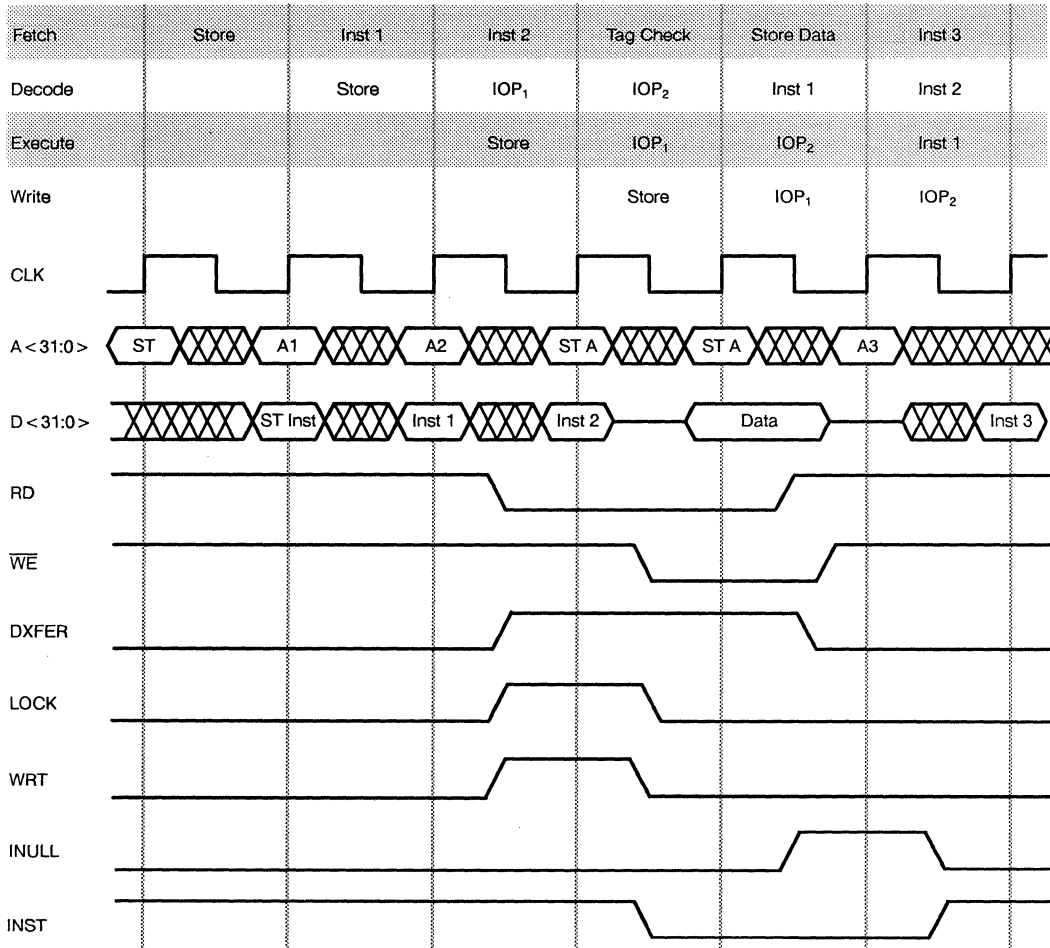 Fetch Store Inst 1 Inst 2 Tag Check Store Data Inst 3
Decode Store IOP₁ IOP₂ Inst 1 Inst 2
Execute Store IOP₁ IOP₂ Inst 1
Write Store IOP₁ IOP₂
CLK
A<31:0> ST A1 A2 ST A ST A A3
D<31:0> ST Inst Inst 1 Inst 2 Data Inst 3
RD
W̅E̅
DXFER
LOCK
WRT
INULL
INST